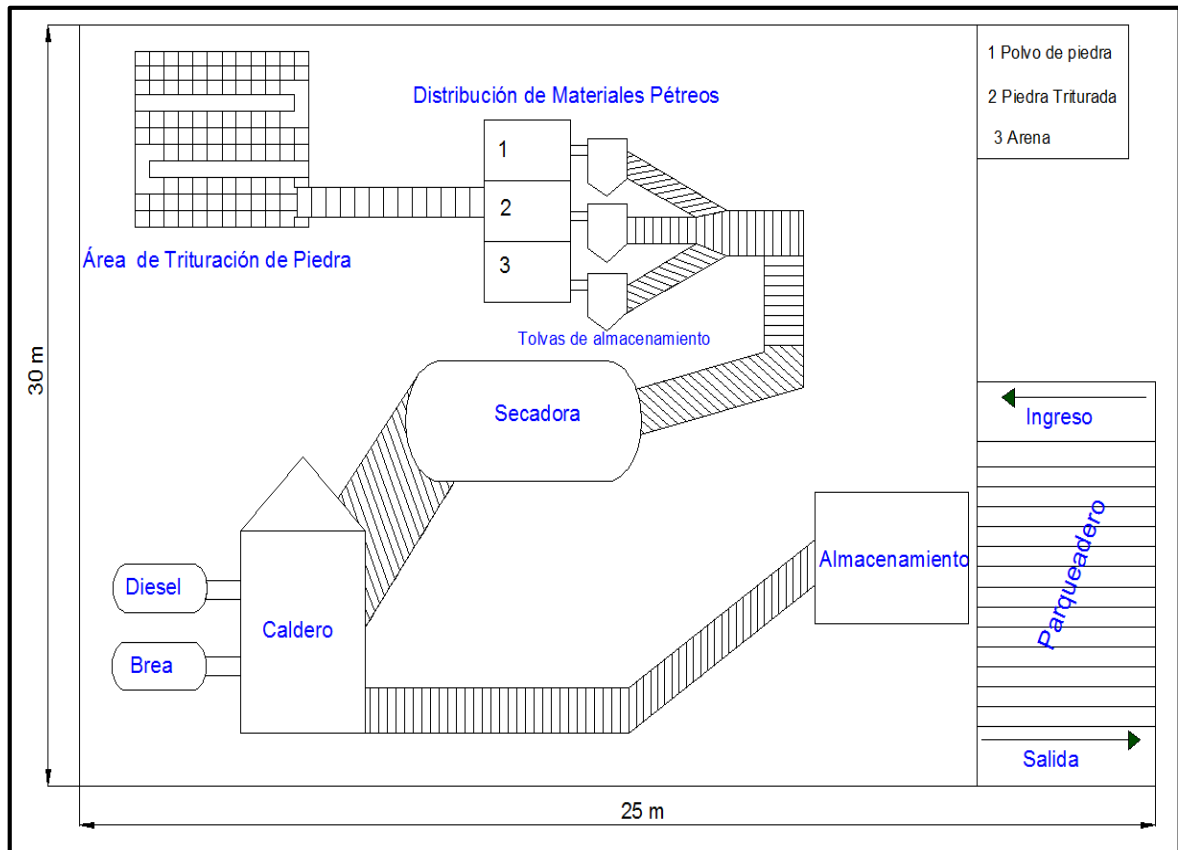 1 Polvo de piedra
2 Piedra Triturada
3 Arena
Distribución de Materiales Pétreos
1
2
3
Área de Trituración de Piedra
Tolvas de almacenamiento
30 m
Secadora
Ingreso
Parqueadero
Almacenamiento
Diesel
Caldero
Brea
Salida
25 m